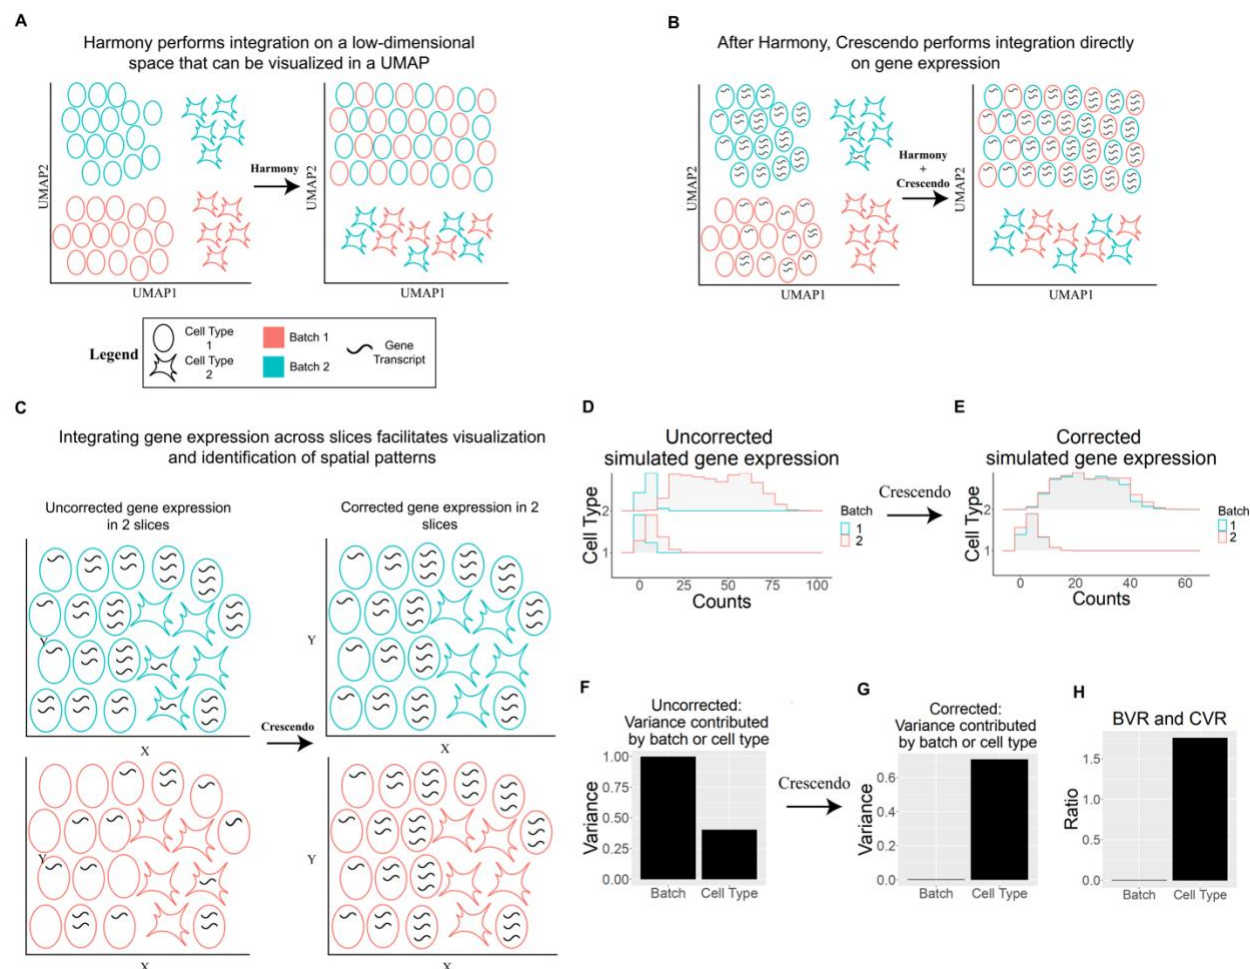 A
Harmony performs integration on a low-dimensional
space that can be visualized in a UMAP
UMAP2
UMAP1
Harmony
UMAP2
UMAP1
B
After Harmony, Crescendo performs integration directly
on gene expression
UMAP2
UMAP1
Harmony
+
Crescendo
UMAP2
UMAP1
Legend
Cell Type
1
Cell Type
2
Batch 1
Batch 2
Gene
Transcript
C
Integrating gene expression across slices facilitates visualization
and identification of spatial patterns
Uncorrected gene expression
in 2 slices
Corrected gene expression in 2
slices
Y
X
Crescendo
Y
X
Y
X
Y
X
D
Uncorrected
simulated gene expression
Cell Type
2
1
0 25 50 75 100
Counts
Batch
1
2
Crescendo
E
Corrected
simulated gene expression
Cell Type
2
1
0 20 40 60
Counts
Batch
1
2
F
Uncorrected:
Variance contributed
by batch or cell type
Variance
1.00
0.75
0.50
0.25
0.00
Batch Cell Type
Crescendo
G
Corrected:
Variance contributed
by batch or cell type
Variance
0.6
0.4
0.2
0.0
Batch Cell Type
H
BVR and CVR
Ratio
1.5
1.0
0.5
0.0
Batch Cell Type